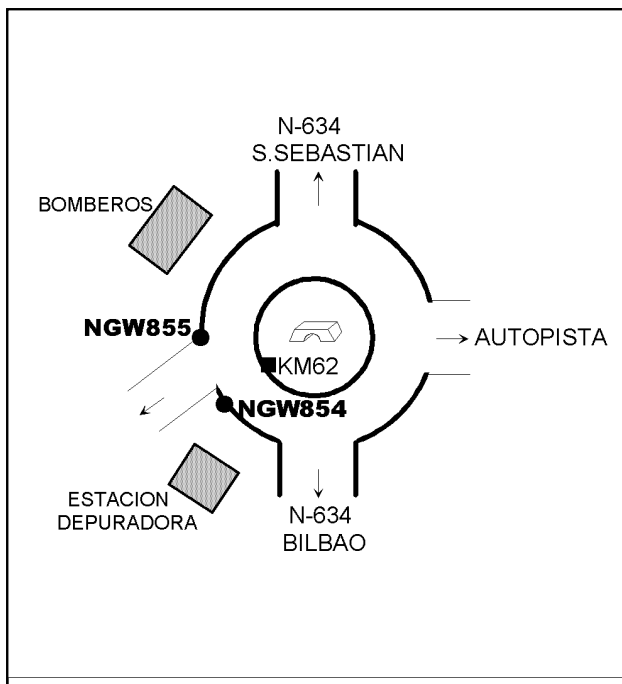 N-634
S.SEBASTIAN
BOMBEROS
NGW855
AUTOPISTA
KM62
NGW854
ESTACION
DEPURADORA
N-634
BILBAO